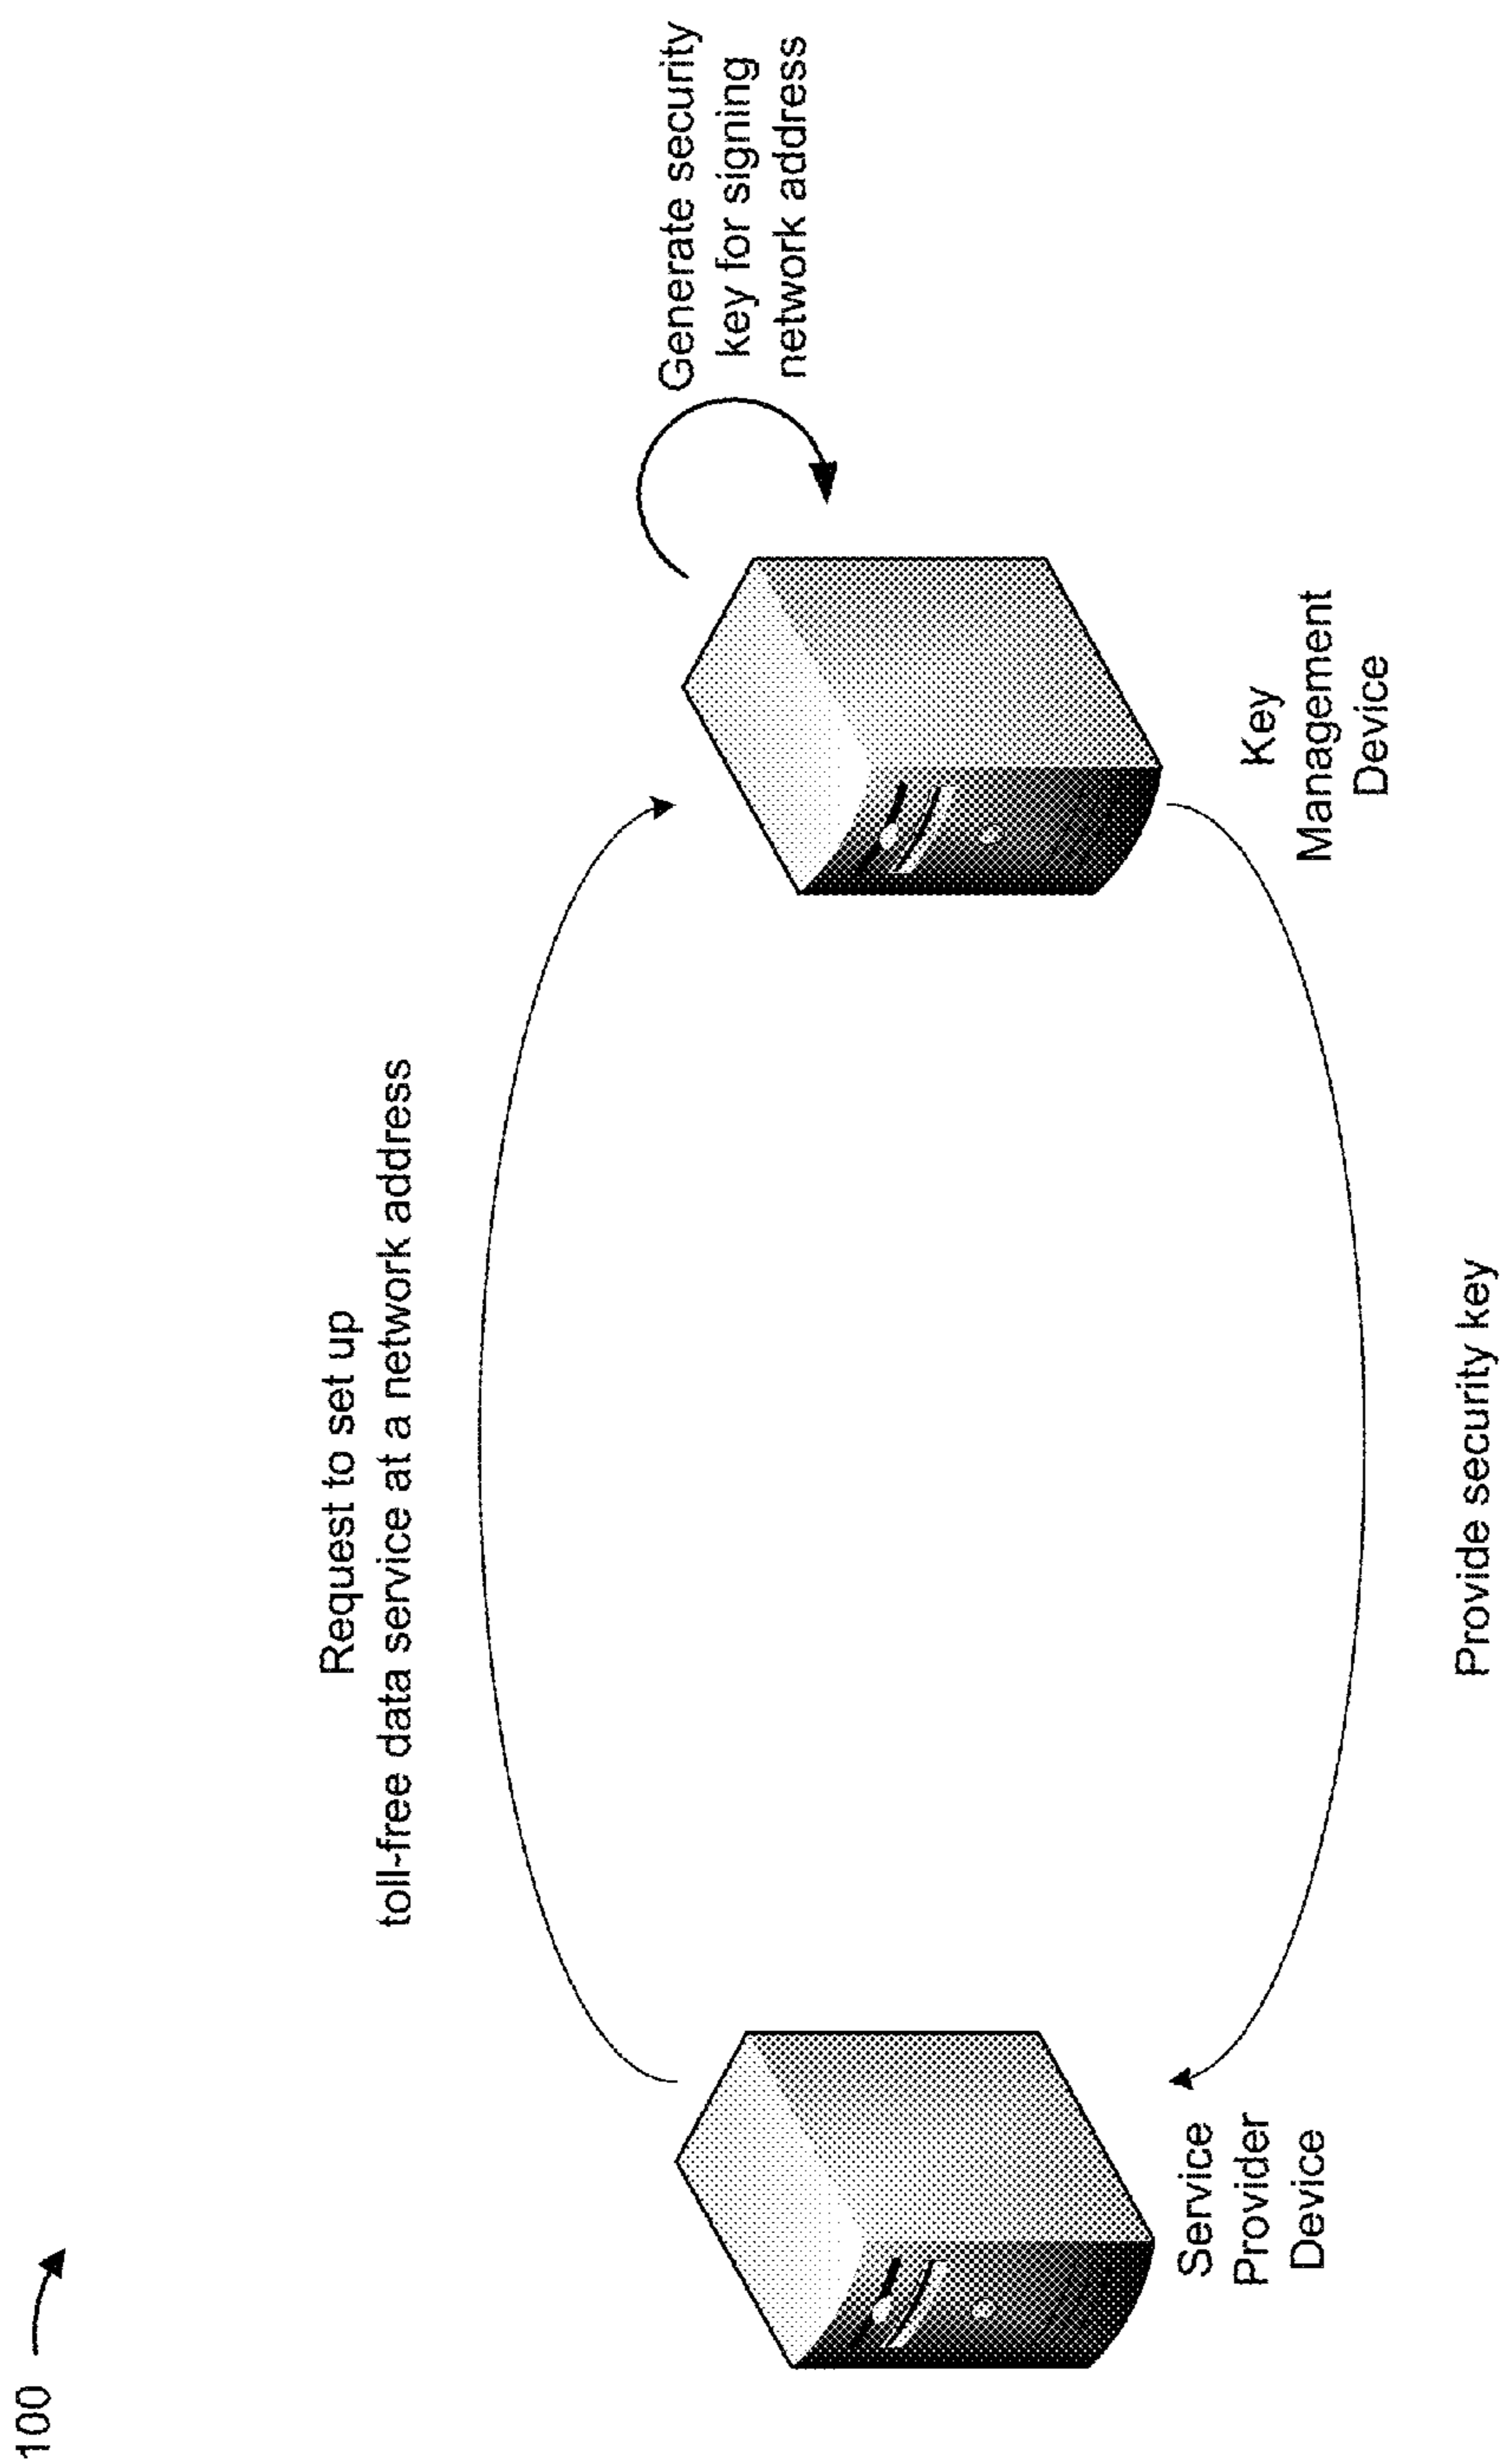 100
Request to set up
toll-free data service at a network address
Generate security
key for signing
network address
Service
Provider
Device
Key
Management
Device
Provide security key